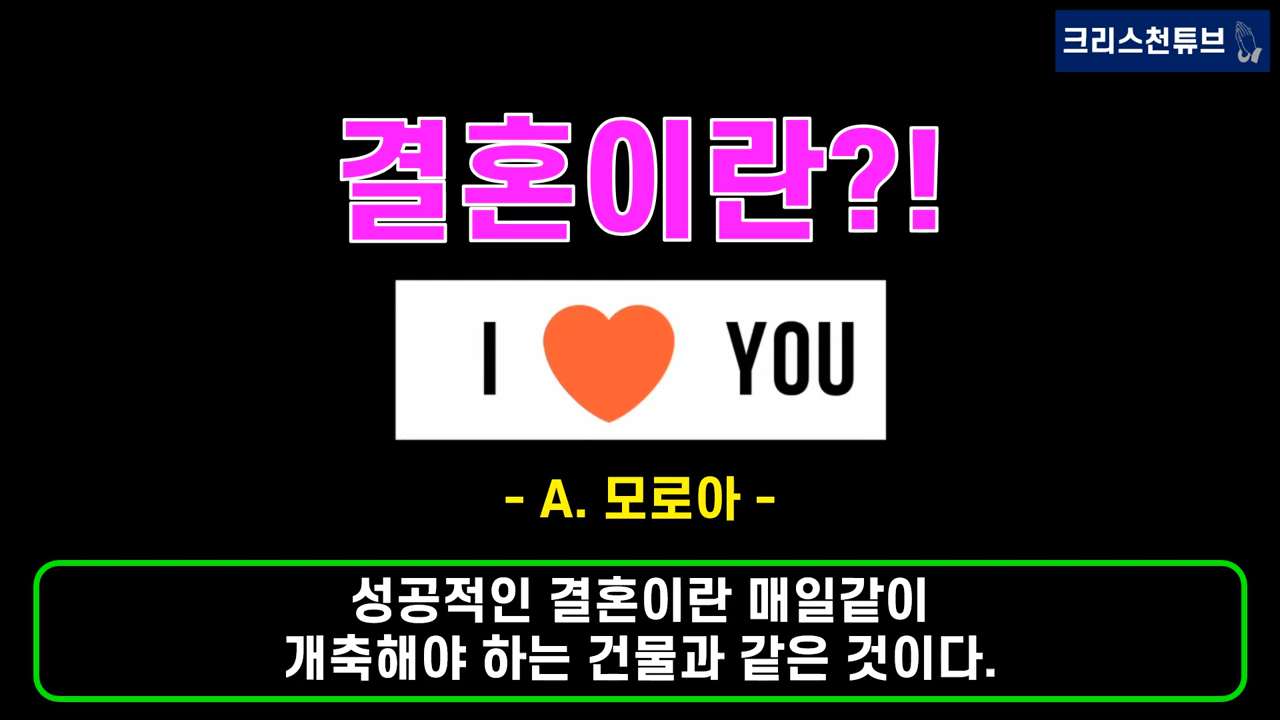 크리스천튜브
결혼이란?!
I YOU
- A. 모로아 -
성공적인 결혼이란 매일같이
개축해야 하는 건물과 같은 것이다.